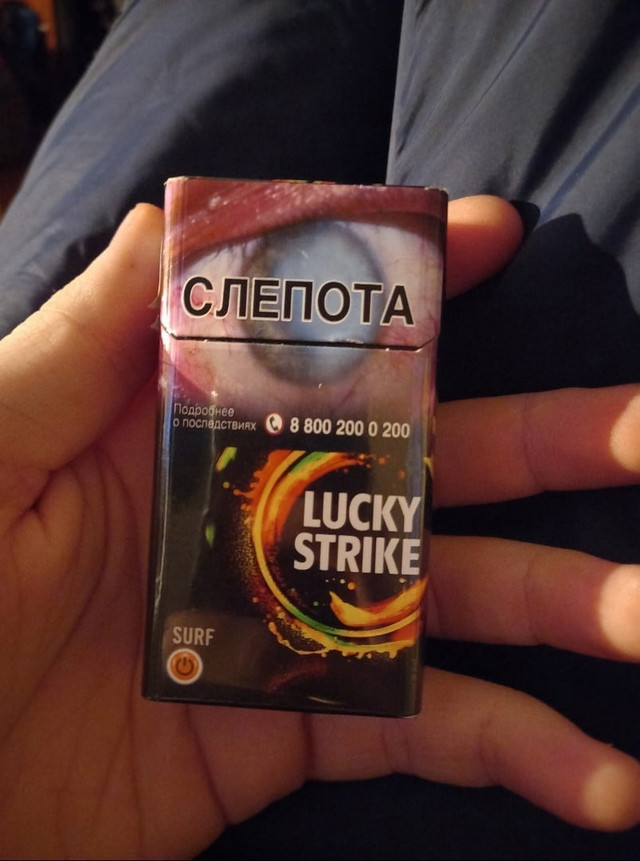 СЛЕПОТА
Подробнее
о последствиях
8 800 200 0 200
LUCKY
STRIKE
SURF